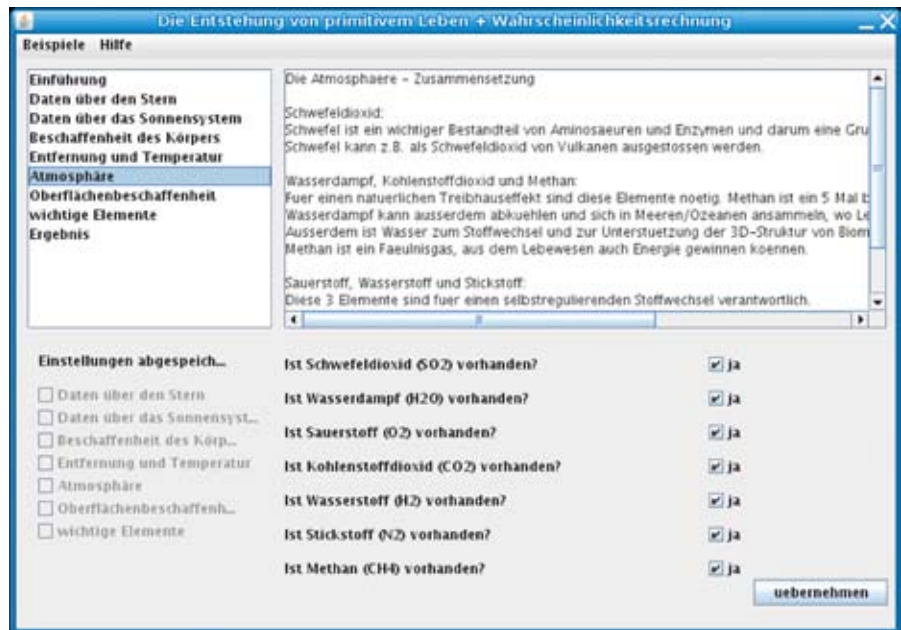 Die Entstehung von primitivem Leben + Wahrscheinlichkeitsrechnung
Beispiele Hilfe
Einführung
Daten über den Stern
Daten über das Sonnensystem
Beschaffenheit des Körpers
Entfernung und Temperatur
Atmosphäre
Oberflächenbeschaffenheit
wichtige Elemente
Ergebnis
Die Atmosphaere - Zusammensetzung
Schwefeldioxid:
Schwefel ist ein wichtiger Bestandteil von Aminosaeuren und Enzymen und darum eine Gru
Schwefel kann z.B. als Schwefeldioxid von Vulkanen ausgestossen werden.
Wasserdampf, Kohlenstoffdioxid und Methan:
Fuer einen natuerlichen Treibhauseffekt sind diese Elemente noetig. Methan ist ein 5 Mal b
Wasserdampf kann ausserdem abkuehlen und sich in Meeren/Ozeanen ansammeln, wo Le
Ausserdem ist Wasser zum Stoffwechsel und zur Unterstuetzung der 3D-Struktur von Biom
Methan ist ein Faeulnisgas, aus dem Lebewesen auch Energie gewinnen koennen.
Sauerstoff, Wasserstoff und Stickstoff:
Diese 3 Elemente sind fuer einen selbstregulierenden Stoffwechsel verantwortlich.
Einstellungen abgespeich...
Daten über den Stern
Daten über das Sonnensyst...
Beschaffenheit des Körp...
Entfernung und Temperatur
Atmosphäre
Oberflächenbeschaffenh...
wichtige Elemente
Ist Schwefeldioxid (SO2) vorhanden? ja
Ist Wasserdampf (H2O) vorhanden? ja
Ist Sauerstoff (O2) vorhanden? ja
Ist Kohlenstoffdioxid (CO2) vorhanden? ja
Ist Wasserstoff (H2) vorhanden? ja
Ist Stickstoff (N2) vorhanden? ja
Ist Methan (CH4) vorhanden? ja
uebernehmen